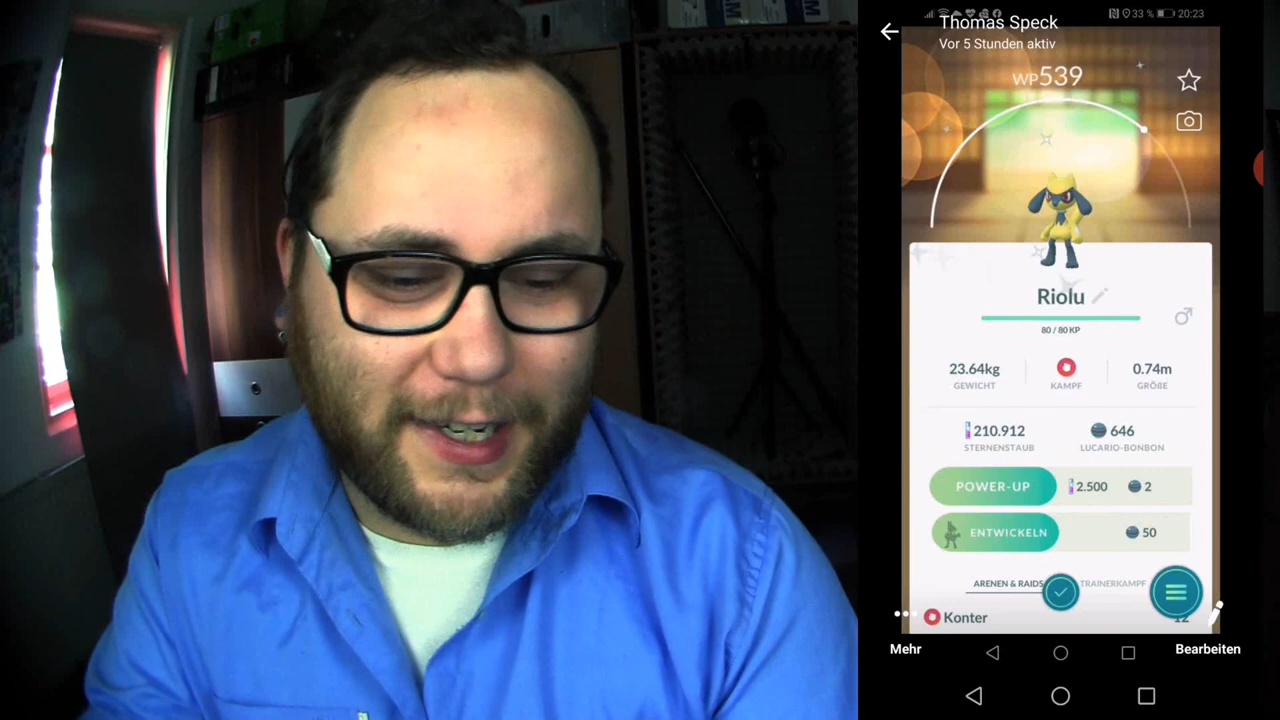 33 % 20:23
Thomas Speck
Vor 5 Stunden aktiv
WP539
Riolu
80 / 80 KP
23.64kg
GEWICHT
KAMPF
0.74m
GRÖßE
210.912
STERNENSTAUB
646
LUCARIO-BONBON
POWER-UP 2.500 2
ENTWICKELN 50
ARENEN & RAIDS TRAINERKAMPF
Konter 12
Mehr Bearbeiten